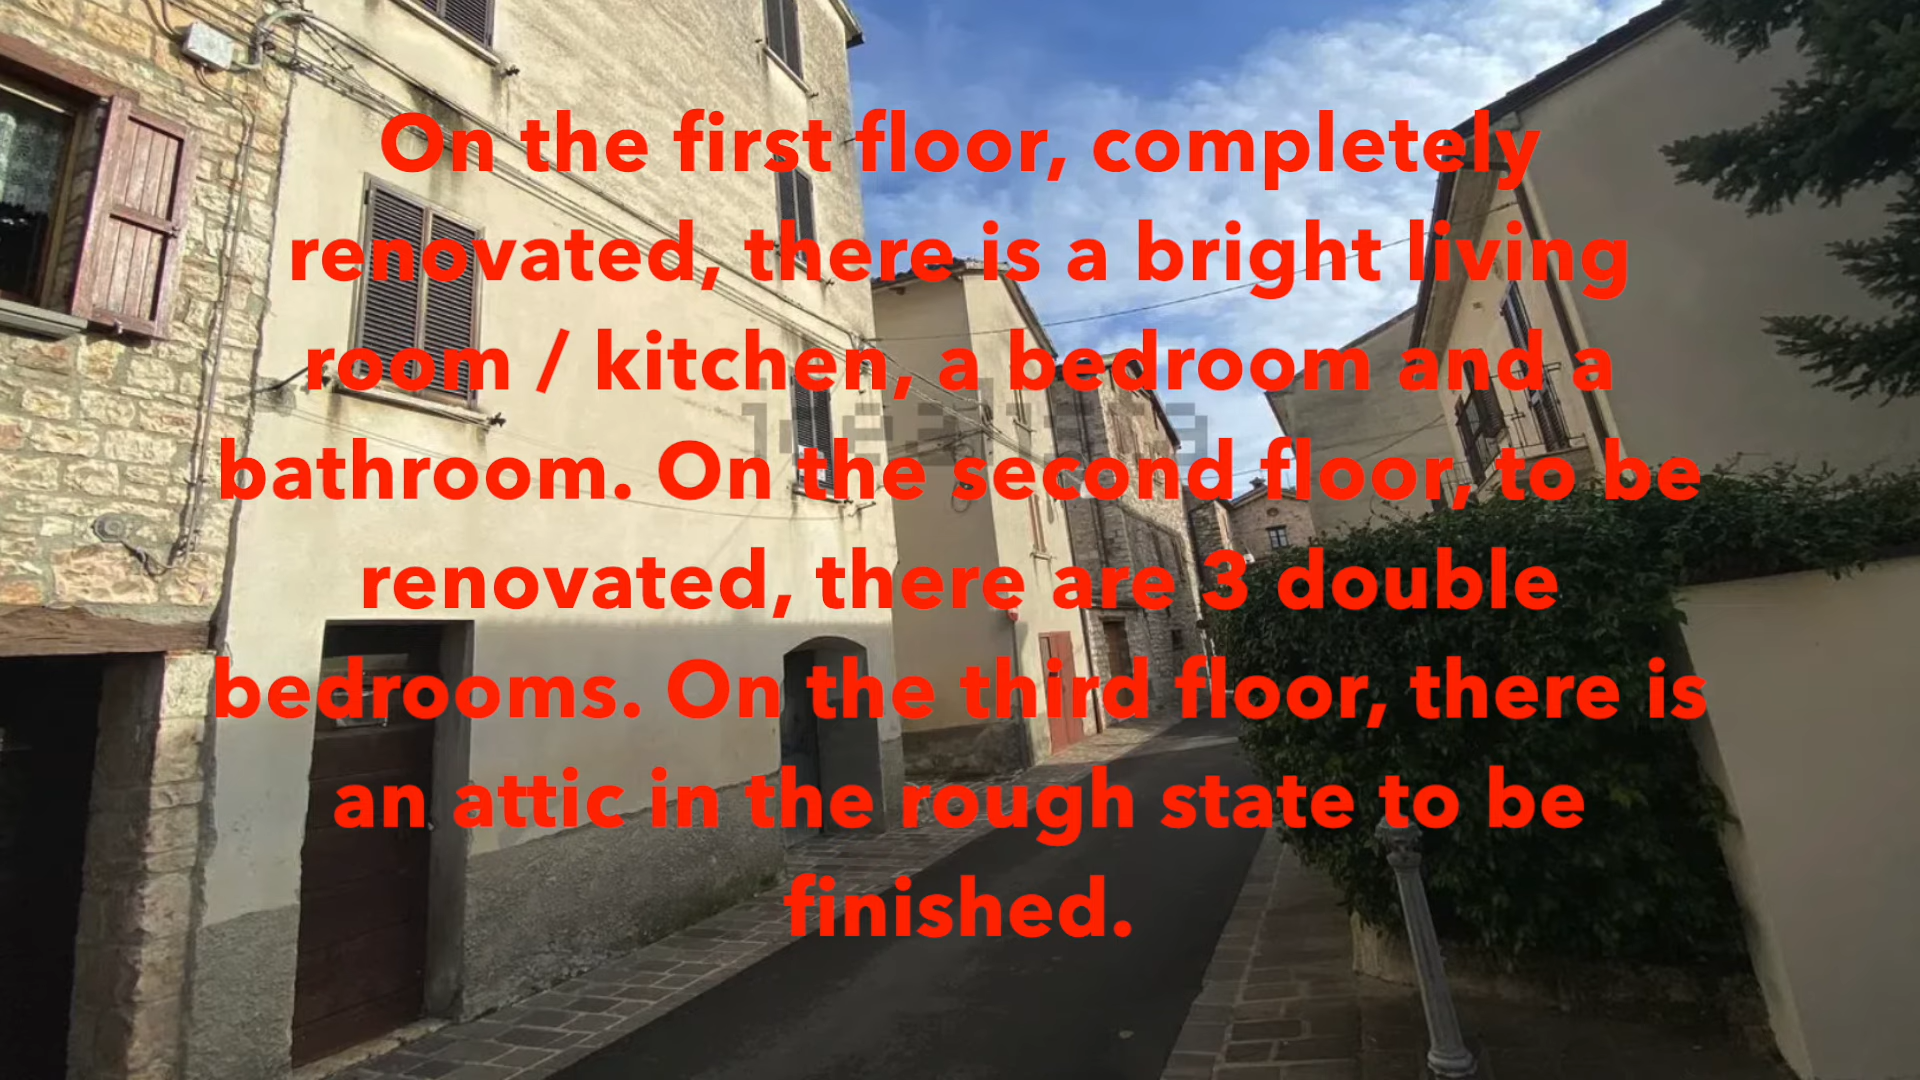 On the first floor, completely
renovated, there is a bright living
room / kitchen, a bedroom and a
idealista
bathroom. On the second floor, to be
renovated, there are 3 double
bedrooms. On the third floor, there is
an attic in the rough state to be
finished.